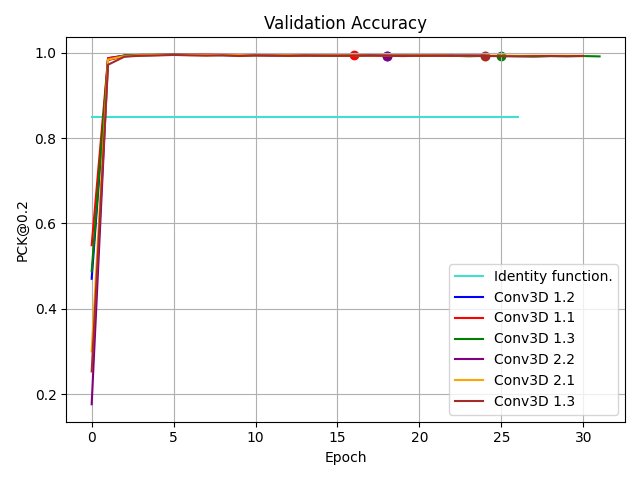 Validation Accuracy
PCK@0.2
1.0
0.8
0.6
0.4
0.2
Identity function.
Conv3D 1.2
Conv3D 1.1
Conv3D 1.3
Conv3D 2.2
Conv3D 2.1
Conv3D 1.3
0 5 10 15 20 25 30
Epoch